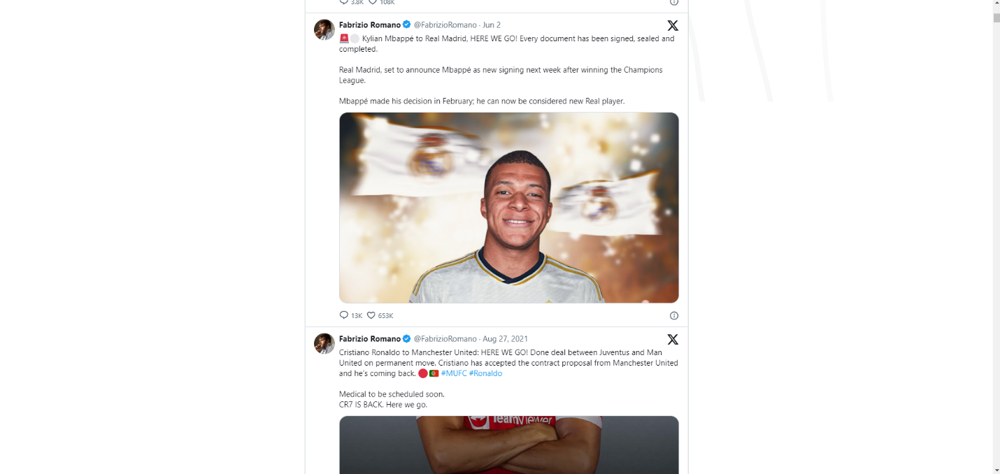 3.8K 108K
Fabrizio Romano @FabrizioRomano · Jun 2
🚨⚪ Kylian Mbappé to Real Madrid, HERE WE GO! Every document has been signed, sealed and
completed.
Real Madrid, set to announce Mbappé as new signing next week after winning the Champions
League.
Mbappé made his decision in February; he can now be considered new Real player.
13K 653K
Fabrizio Romano @FabrizioRomano · Aug 27, 2021
Cristiano Ronaldo to Manchester United: HERE WE GO! Done deal between Juventus and Man
United on permanent move. Cristiano has accepted the contract proposal from Manchester United
and he's coming back. 🔴🇵🇹 #MUFC #Ronaldo
Medical to be scheduled soon.
CR7 IS BACK. Here we go.
TeamViewer